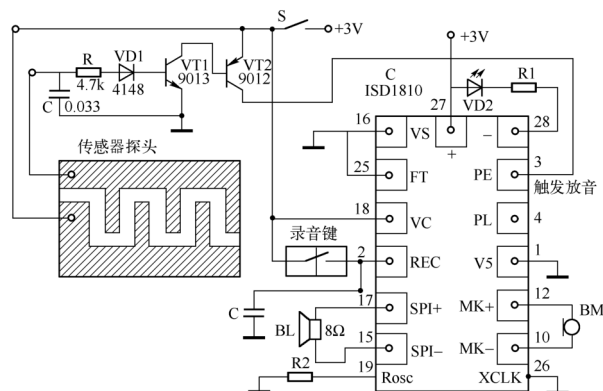 S
+3V
R
4.7k
VD1
4148
VT1
9013
VT2
9012
C
0.033
传感器探头
+3V
C
ISD1810
27
VD2
R1
16
VS
+
−
28
25
FT
PE
3
触发放音
18
VC
PL
4
录音键
2
REC
V5
1
C
17
SPI+
MK+
12
BL
8Ω
BM
15
SPI−
MK−
10
R2
19
Rosc
XCLK
26